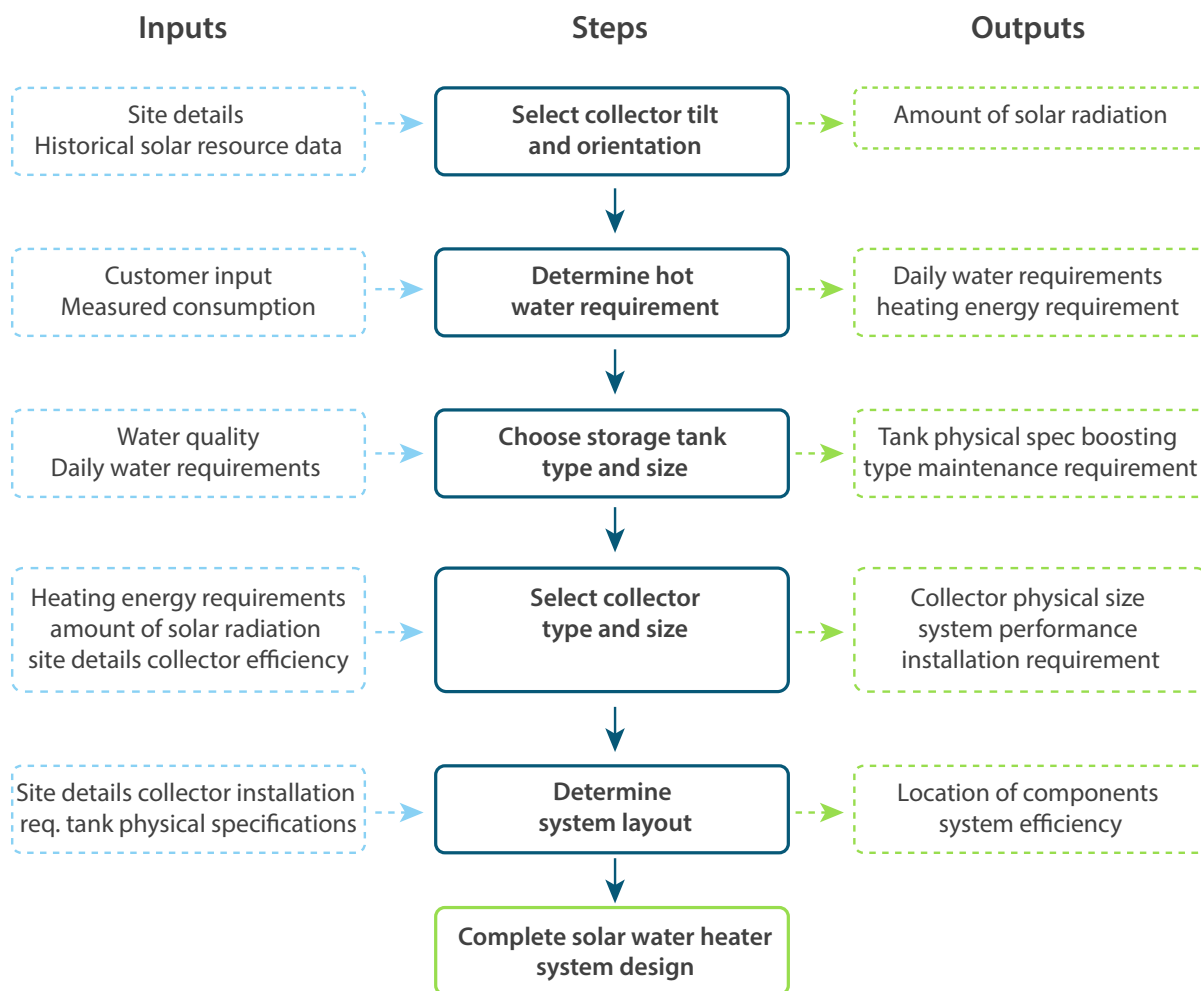 Inputs
Steps
Outputs
Site details
Historical solar resource data
Select collector tilt
and orientation
Amount of solar radiation
Customer input
Measured consumption
Determine hot
water requirement
Daily water requirements
heating energy requirement
Water quality
Daily water requirements
Choose storage tank
type and size
Tank physical spec boosting
type maintenance requirement
Heating energy requirements
amount of solar radiation
site details collector efficiency
Select collector
type and size
Collector physical size
system performance
installation requirement
Site details collector installation
req. tank physical specifications
Determine
system layout
Location of components
system efficiency
Complete solar water heater
system design